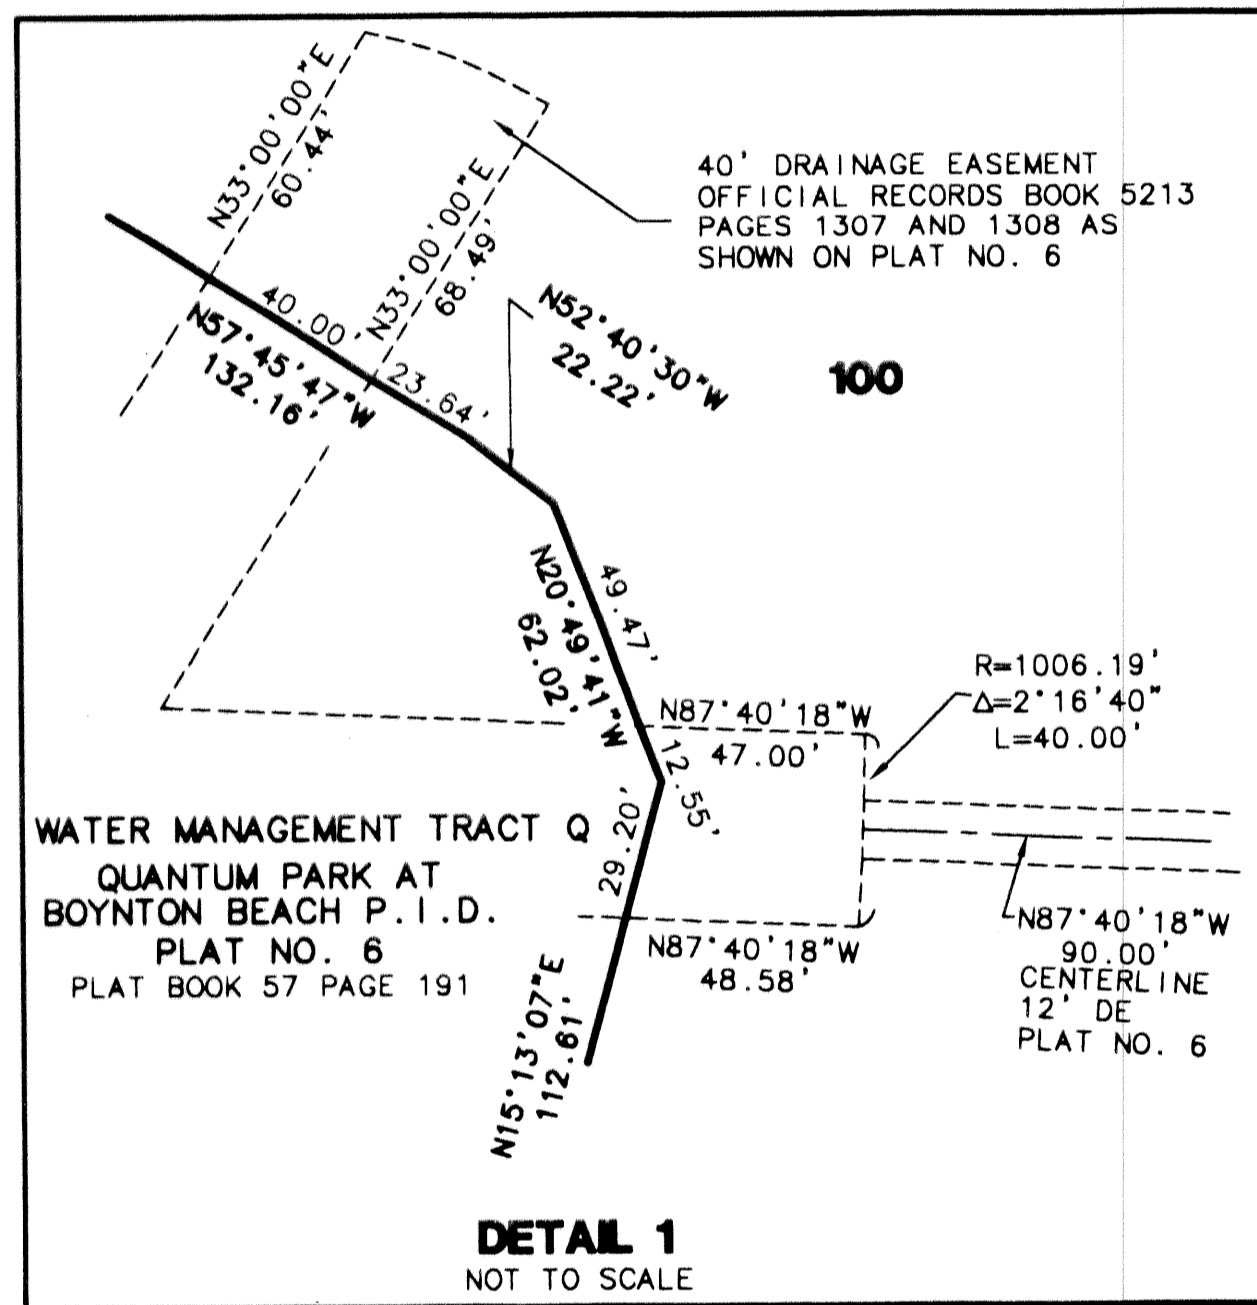 N33°00'00"E
60.44'
N33°00'00"E
68.49'
40' DRAINAGE EASEMENT
OFFICIAL RECORDS BOOK 5213
PAGES 1307 AND 1308 AS
SHOWN ON PLAT NO. 6
40.00'
N57°45'47"W
132.16'
23.64'
N52°40'30"W
22.22'
100
49.47'
N20°49'41"W
62.02'
R=1006.19'
Δ=2°16'40"
L=40.00'
N87°40'18"W
47.00'
12.55'
29.20'
WATER MANAGEMENT TRACT Q
QUANTUM PARK AT
BOYNTON BEACH P.I.D.
PLAT NO. 6
PLAT BOOK 57 PAGE 191
N87°40'18"W
48.58'
N87°40'18"W
90.00'
CENTERLINE
12' DE
PLAT NO. 6
N15°13'07"E
112.61'
DETAIL 1
NOT TO SCALE